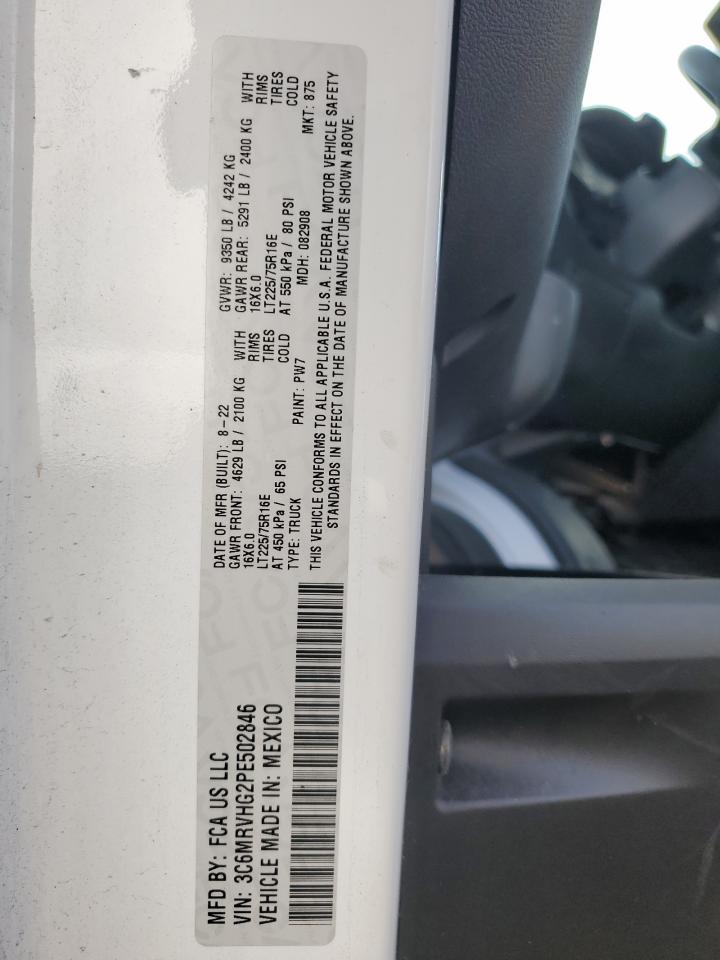 MFD BY: FCA US LLC
VIN: 3C6MRVHG2PE502846
VEHICLE MADE IN: MEXICO
DATE OF MFR (BUILT): 8-22 GVWR: 9350 LB / 4242 KG
GAWR FRONT: 4629 LB / 2100 KG WITH GAWR REAR: 5291 LB / 2400 KG WITH
16X6.0 RIMS 16X6.0 RIMS
LT225/75R16E TIRES LT225/75R16E TIRES
AT 450 kPa / 65 PSI COLD AT 550 kPa / 80 PSI COLD
TYPE: TRUCK PAINT: PW7 MDH: 082908 MKT: 875
THIS VEHICLE CONFORMS TO ALL APPLICABLE U.S.A. FEDERAL MOTOR VEHICLE SAFETY
STANDARDS IN EFFECT ON THE DATE OF MANUFACTURE SHOWN ABOVE.